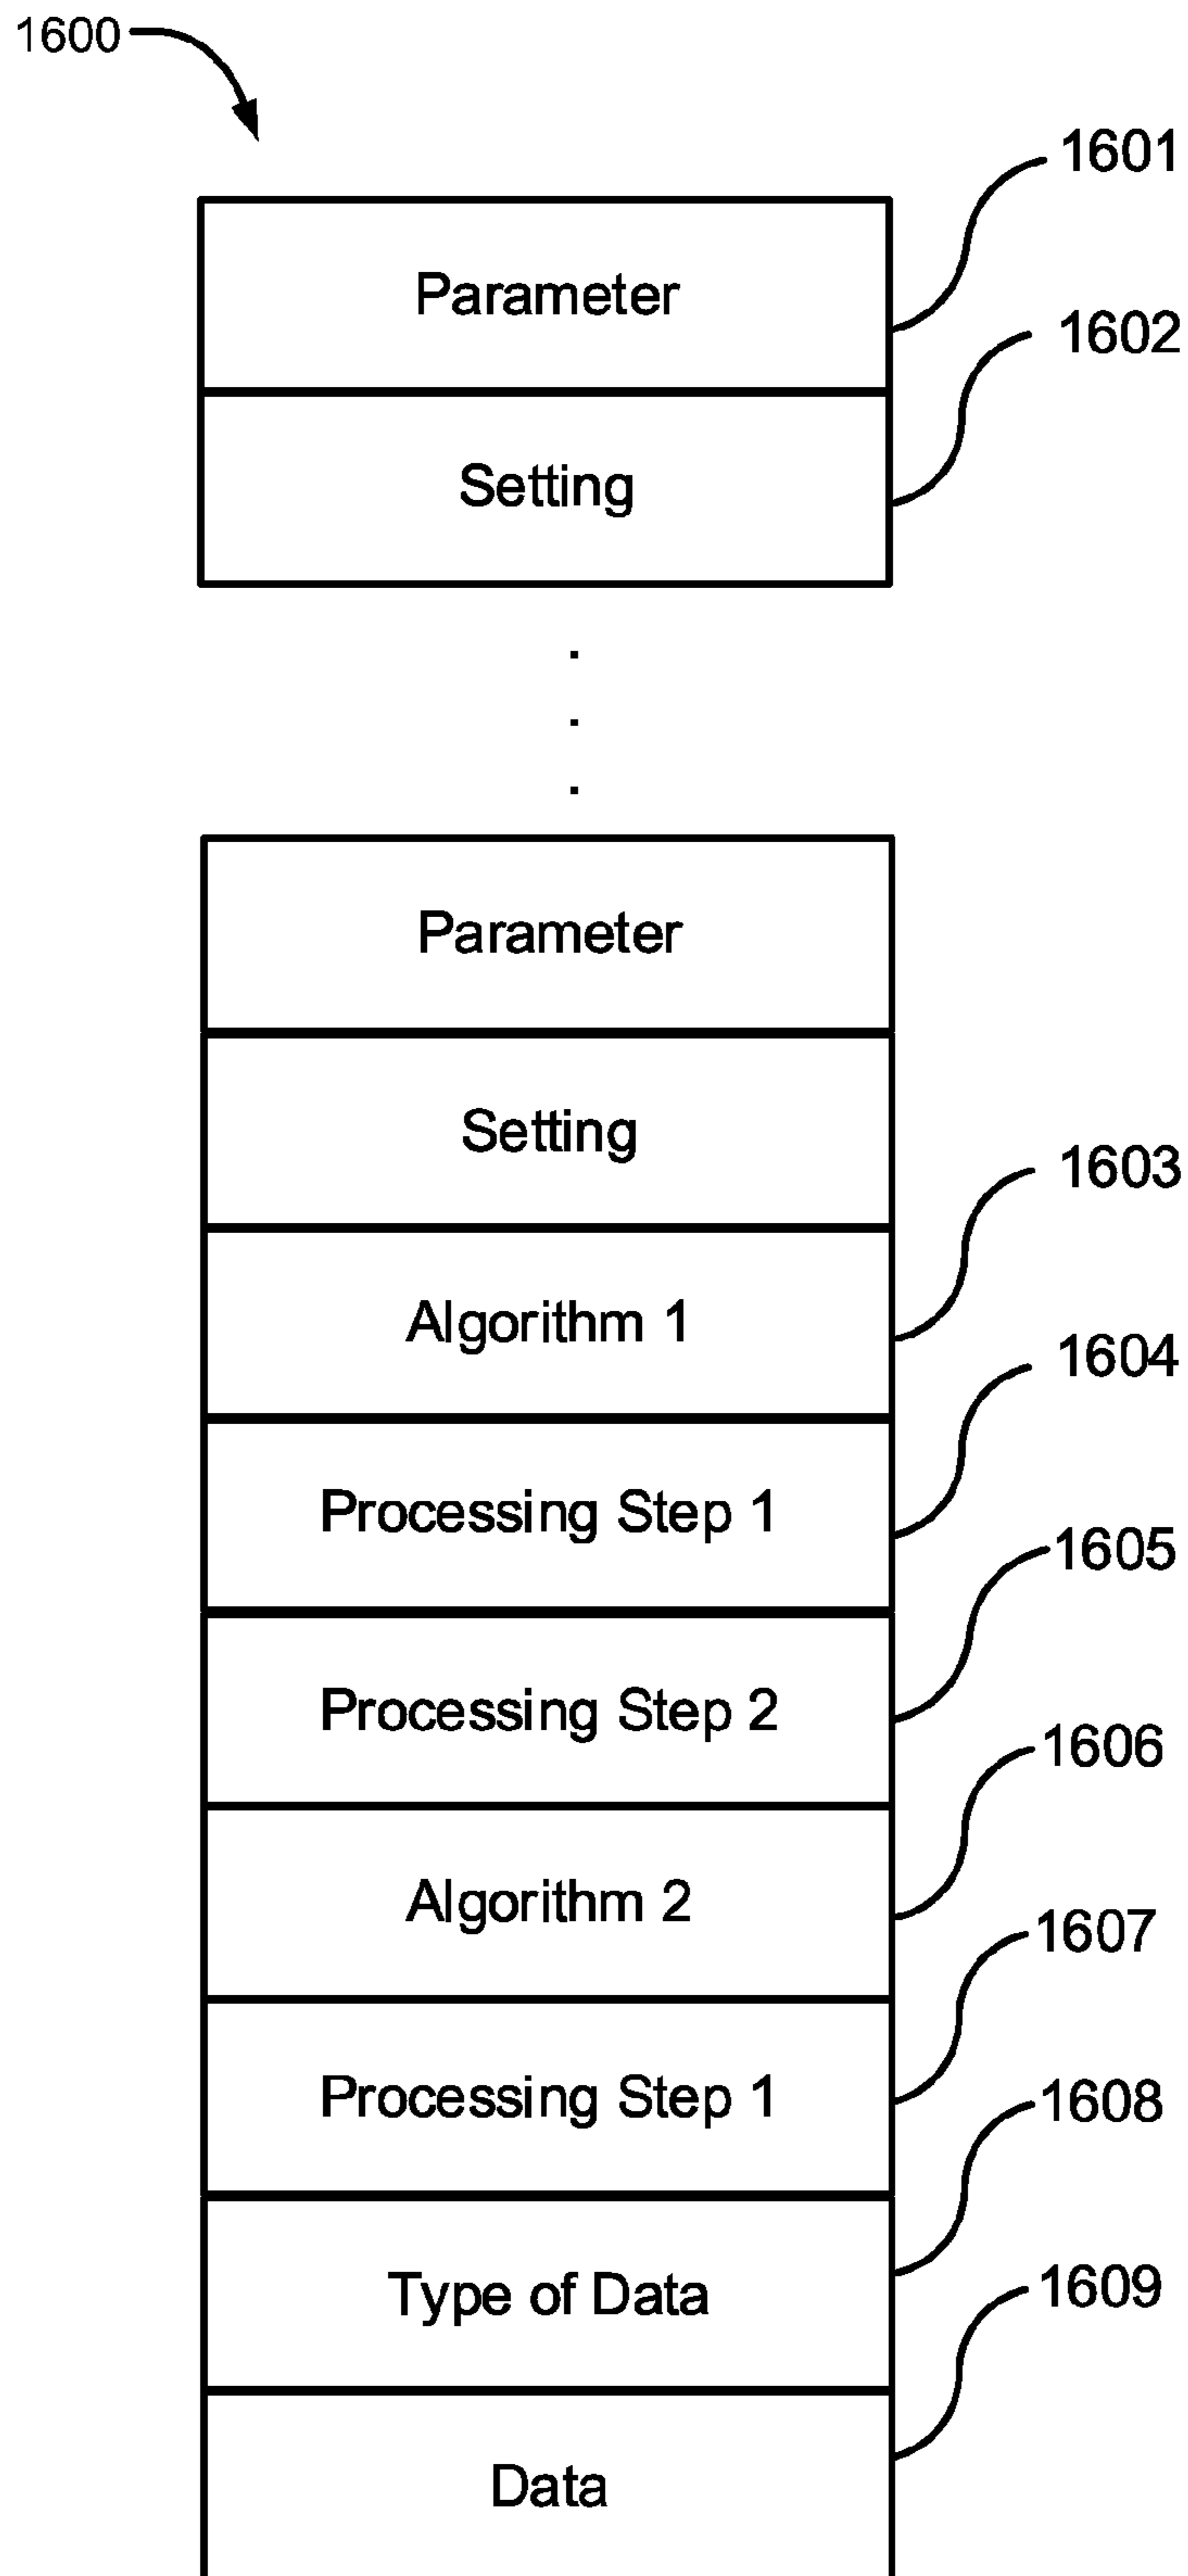 1600
1601
Parameter
1602
Setting
.
.
.
Parameter
Setting
1603
Algorithm 1
1604
Processing Step 1
1605
Processing Step 2
1606
Algorithm 2
1607
Processing Step 1
1608
Type of Data
1609
Data